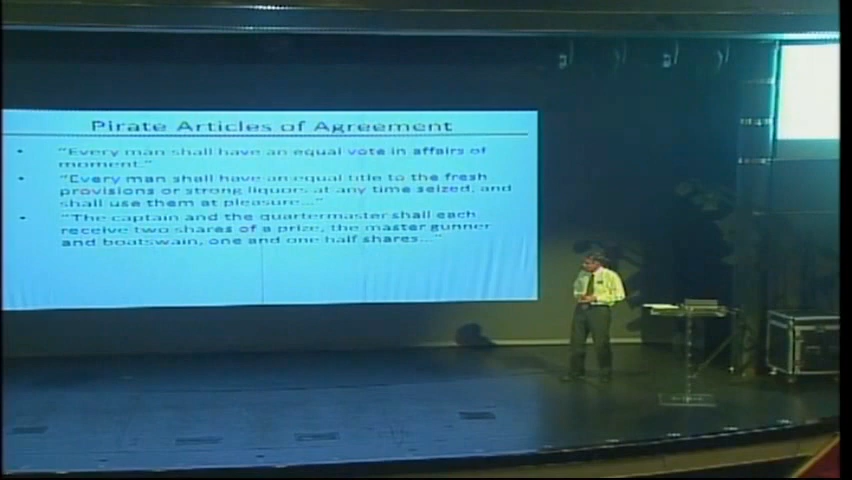 Pirate Articles of Agreement
• "Every man shall have an equal vote in affairs of
moment."
• "Every man shall have an equal title to the fresh
provisions or strong liquors at any time seized, and
shall use them at pleasure..."
• "The captain and the quartermaster shall each
receive two shares of a prize, the master gunner
and boatswain, one and one half shares..."